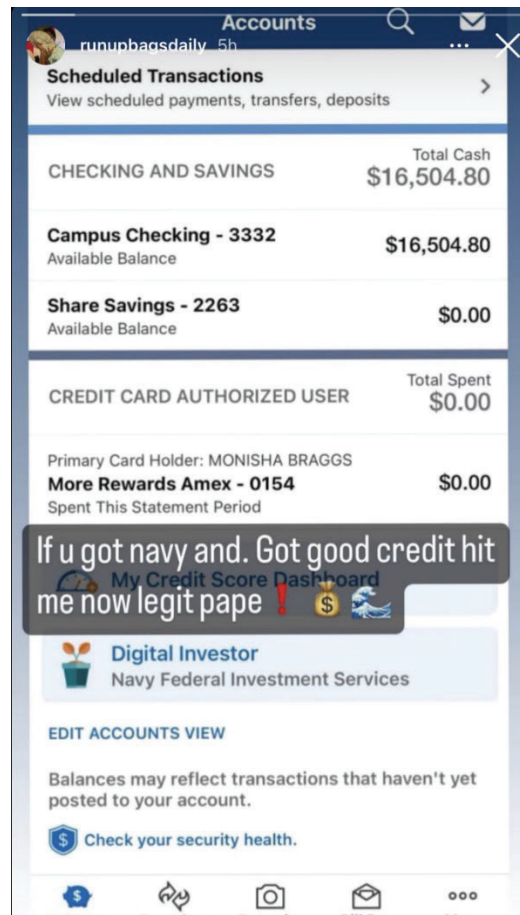 Accounts
runupbagsdaily 5h
Scheduled Transactions
View scheduled payments, transfers, deposits
CHECKING AND SAVINGS
Total Cash
$16,504.80
Campus Checking - 3332
Available Balance
$16,504.80
Share Savings - 2263
Available Balance
$0.00
CREDIT CARD AUTHORIZED USER
Total Spent
$0.00
Primary Card Holder: MONISHA BRAGGS
More Rewards Amex - 0154
Spent This Statement Period
$0.00
If u got navy and. Got good credit hit
me now legit pape❗💰🌊
My Credit Score Dashboard
Digital Investor
Navy Federal Investment Services
EDIT ACCOUNTS VIEW
Balances may reflect transactions that haven't yet
posted to your account.
Check your security health.